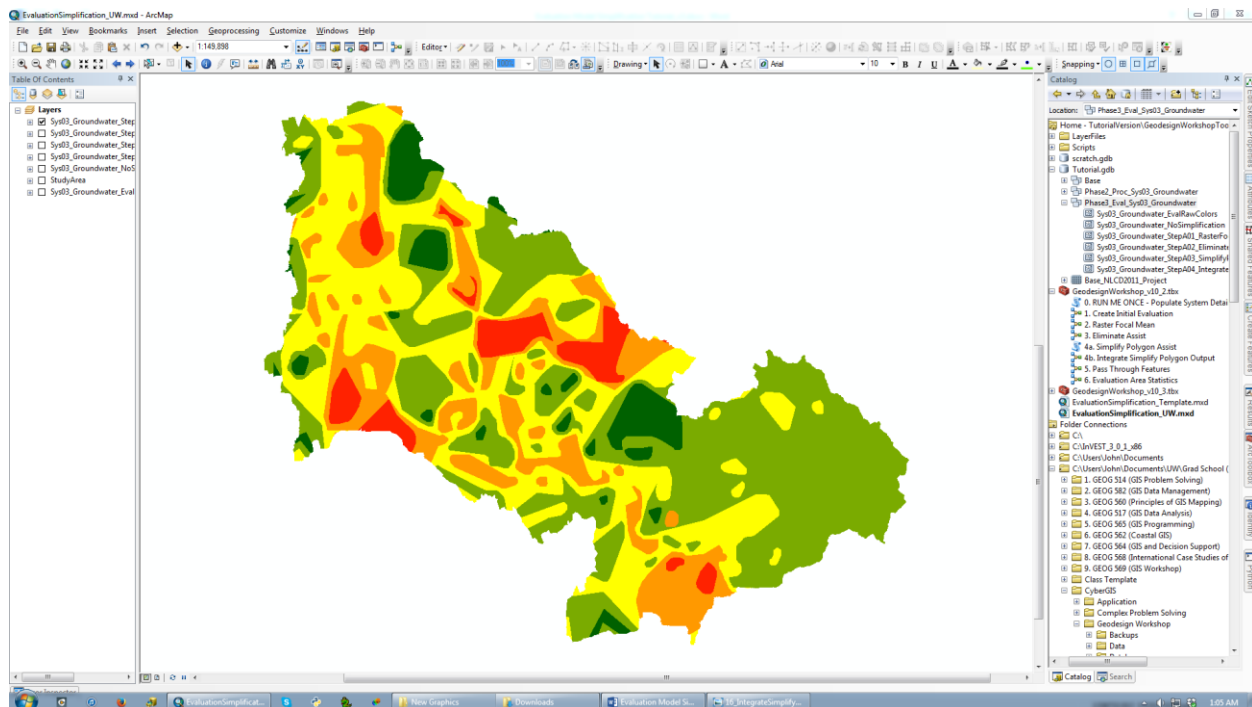 EvaluationSimplification_UW.mxd - ArcMap
File Edit View Bookmarks Insert Selection Geoprocessing Customize Windows Help
1:149,898
Editor
Drawing
Arial
10
B I U
A
Snapping
Table Of Contents
Layers
Sys03_Groundwater_Step
Sys03_Groundwater_Step
Sys03_Groundwater_Step
Sys03_Groundwater_NoS
StudyArea
Sys03_Groundwater_Eval
Catalog
Location: Phase3_Eval_Sys03_Groundwater
Home - TutorialVersion\GeodesignWorkshopToo
LayerFiles
Scripts
scratch.gdb
Tutorial.gdb
Base
Phase2_Proc_Sys03_Groundwater
Phase3_Eval_Sys03_Groundwater
Sys03_Groundwater_EvalRawColors
Sys03_Groundwater_NoSimplification
Sys03_Groundwater_StepA01_RasterFo
Sys03_Groundwater_StepA02_Eliminate
Sys03_Groundwater_StepA03_Simplify
Sys03_Groundwater_StepA04_Integrate
Base_NLCD2011_Project
GeodesignWorkshop_v10_2.tbx
0. RUN ME ONCE - Populate System Detai
1. Create Initial Evaluation
2. Raster Focal Mean
3. Eliminate Assist
4a. Simplify Polygon Assist
4b. Integrate Simplify Polygon Output
5. Pass Through Features
6. Evaluation Area Statistics
GeodesignWorkshop_v10_3.tbx
EvaluationSimplification_Template.mxd
EvaluationSimplification_UW.mxd
Folder Connections
C:\
C:\InVEST_3_0_1_x86
C:\Users\John\Documents
C:\Users\John\Documents\UW\Grad School (
1. GEOG 514 (GIS Problem Solving)
2. GEOG 582 (GIS Data Management)
3. GEOG 560 (Principles of GIS Mapping)
4. GEOG 517 (GIS Data Analysis)
5. GEOG 565 (GIS Programming)
6. GEOG 562 (Coastal GIS)
7. GEOG 564 (GIS and Decision Support)
8. GEOG 568 (International Case Studies of
9. GEOG 569 (GIS Workshop)
Class Template
CyberGIS
Application
Complex Problem Solving
Geodesign Workshop
Backups
Data
Catalog Search
EvaluationSimplificat...
New Graphics
Downloads
Evaluation Model Si...
16_IntegrateSimplify...
1:05 AM